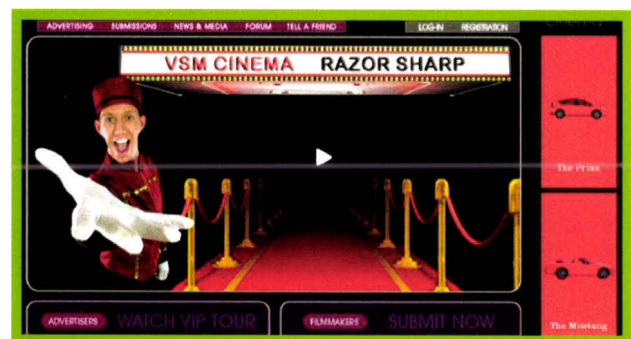 ADVERTISING SUBMISSIONS NEWS & MEDIA FORUM TELL A FRIEND LOG-IN REGISTRATION
Cinema
VSM CINEMA RAZOR SHARP
The Prius
The Mustang
ADVERTISERS WATCH VIP TOUR FILMMAKERS SUBMIT NOW